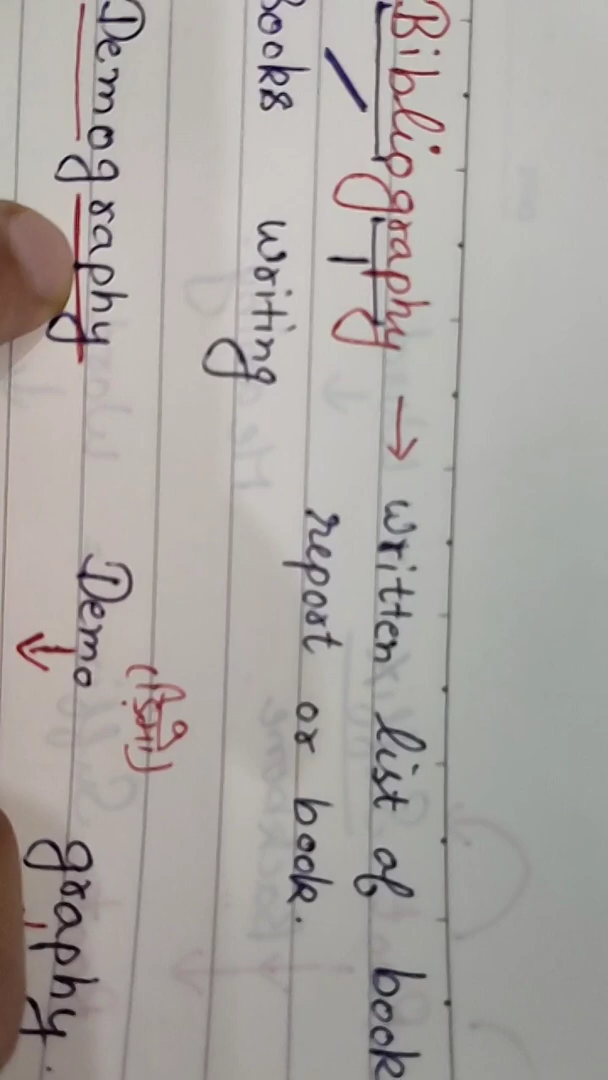 Bibliography → written list of book
report or book.
Books writing
Demography Demo graphy.